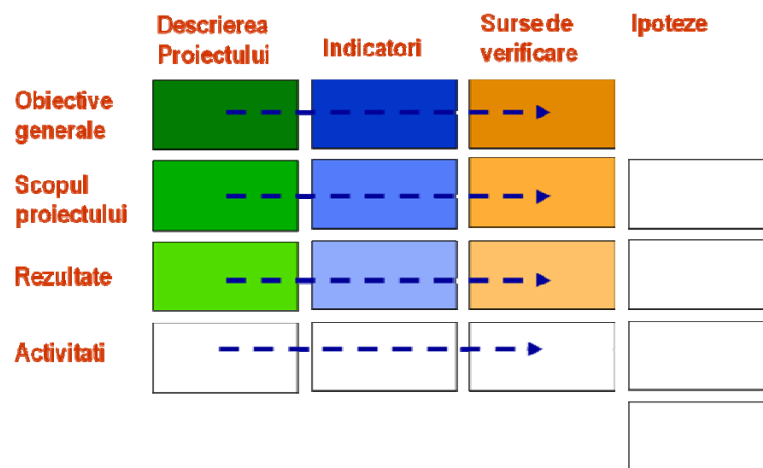 Descrierea
Proiectului
Indicatori
Surse de
verificare
Ipoteze
Obiective
generale
Scopul
proiectului
Rezultate
Activitati